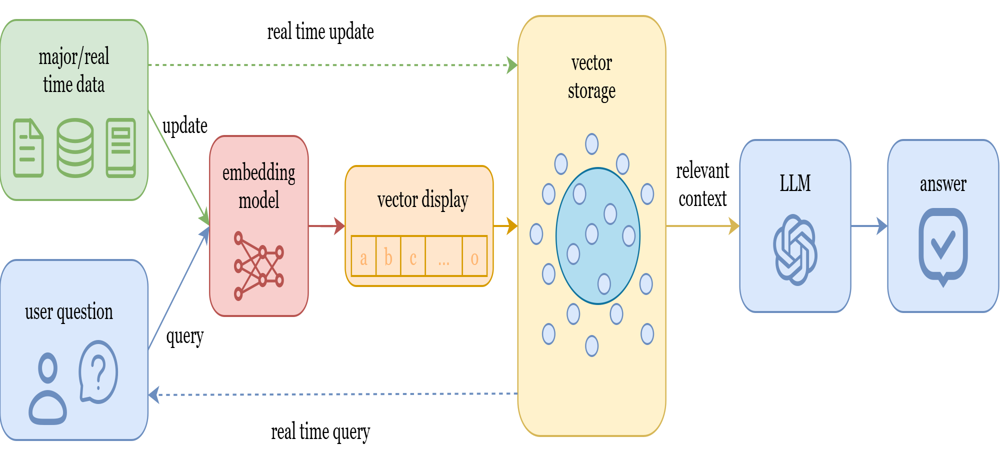 major/real
time data
real time update
update
user question
query
embedding
model
vector display
a b c ... o
vector
storage
real time query
relevant
context
LLM
answer
?